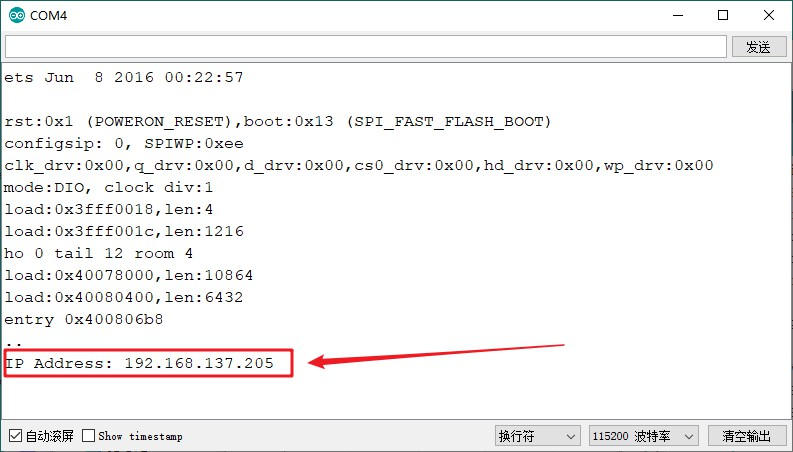 COM4
发送
ets Jun  8 2016 00:22:57
rst:0x1 (POWERON_RESET),boot:0x13 (SPI_FAST_FLASH_BOOT)
configsip: 0, SPIWP:0xee
clk_drv:0x00,q_drv:0x00,d_drv:0x00,cs0_drv:0x00,hd_drv:0x00,wp_drv:0x00
mode:DIO, clock div:1
load:0x3fff0018,len:4
load:0x3fff001c,len:1216
ho 0 tail 12 room 4
load:0x40078000,len:10864
load:0x40080400,len:6432
entry 0x400806b8
..
IP Address: 192.168.137.205
自动滚屏 Show timestamp 换行符 115200 波特率 清空输出